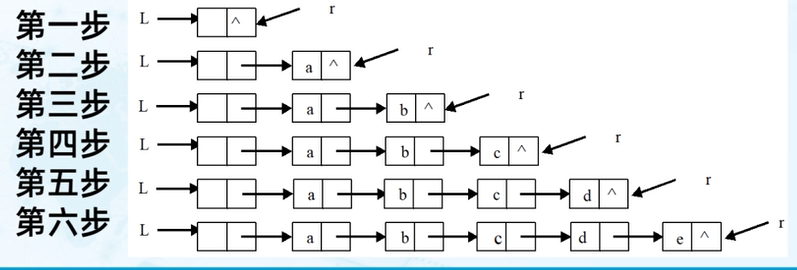 第一步 L ^ r
第二步 L a ^ r
第三步 L a b ^ r
第四步 L a b c ^ r
第五步 L a b c d ^ r
第六步 L a b c d e ^ r